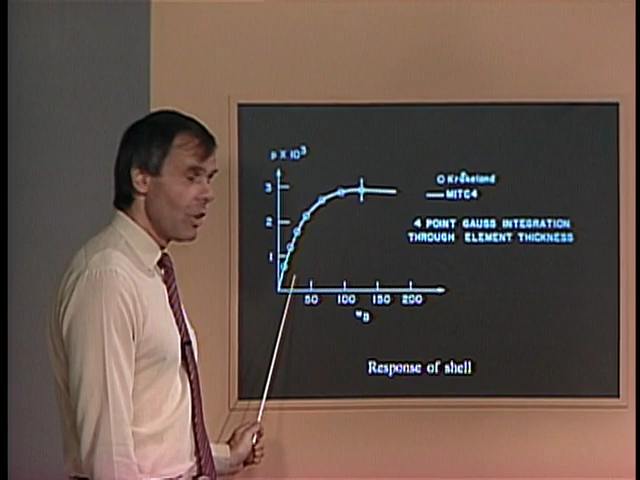 p X 10³
3
2
1
50 100 150 200
W_B
O Kråkeland
— MITC4
4 POINT GAUSS INTEGRATION
THROUGH ELEMENT THICKNESS
Response of shell